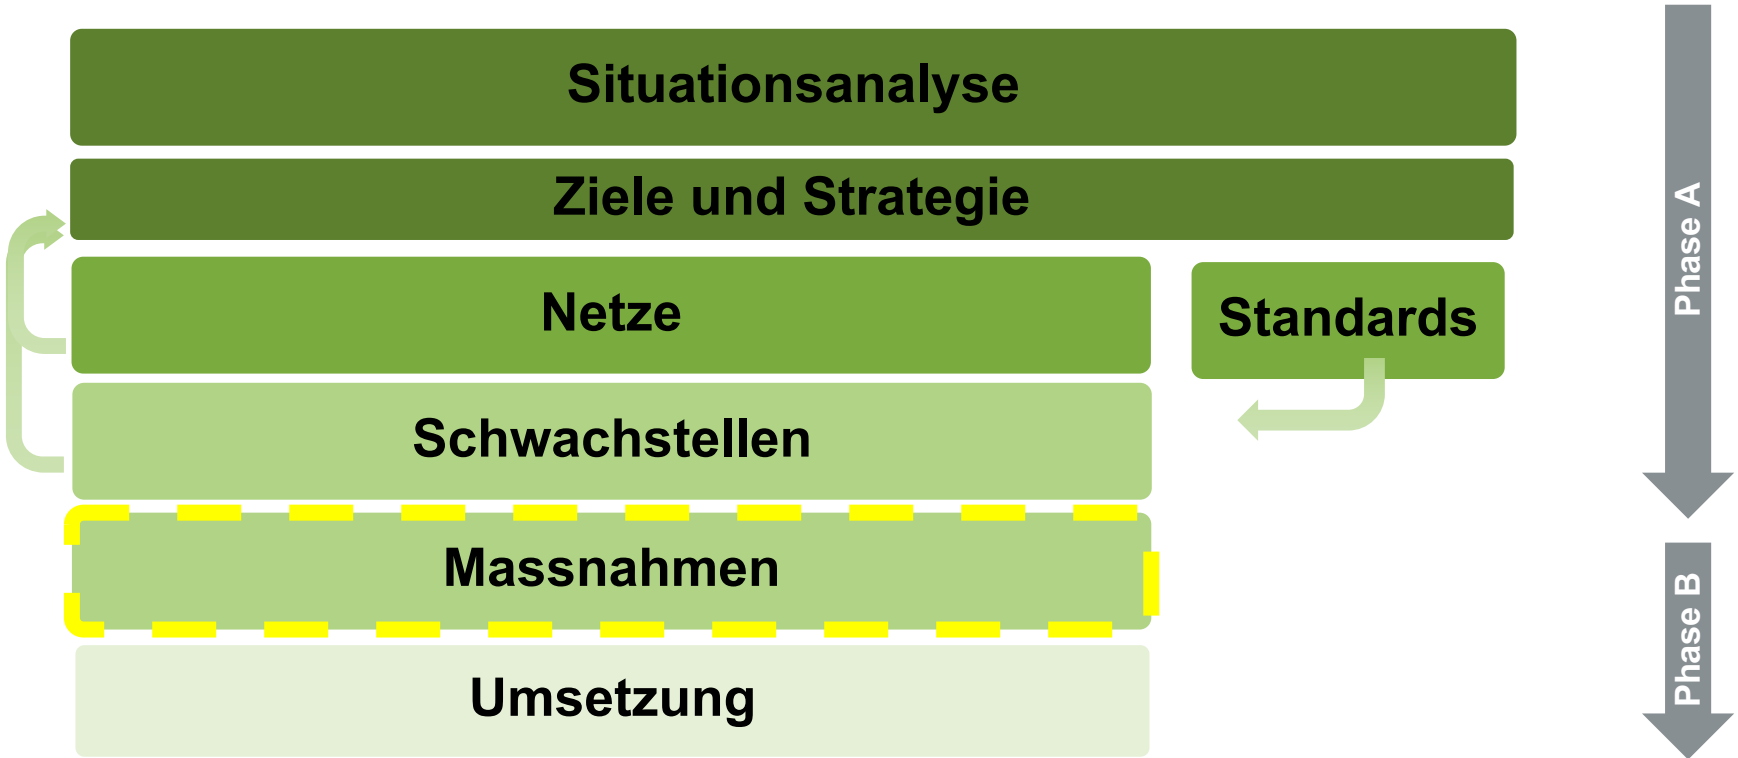 Situationsanalyse
Ziele und Strategie
Netze
Standards
Schwachstellen
Massnahmen
Umsetzung
Phase A
Phase B